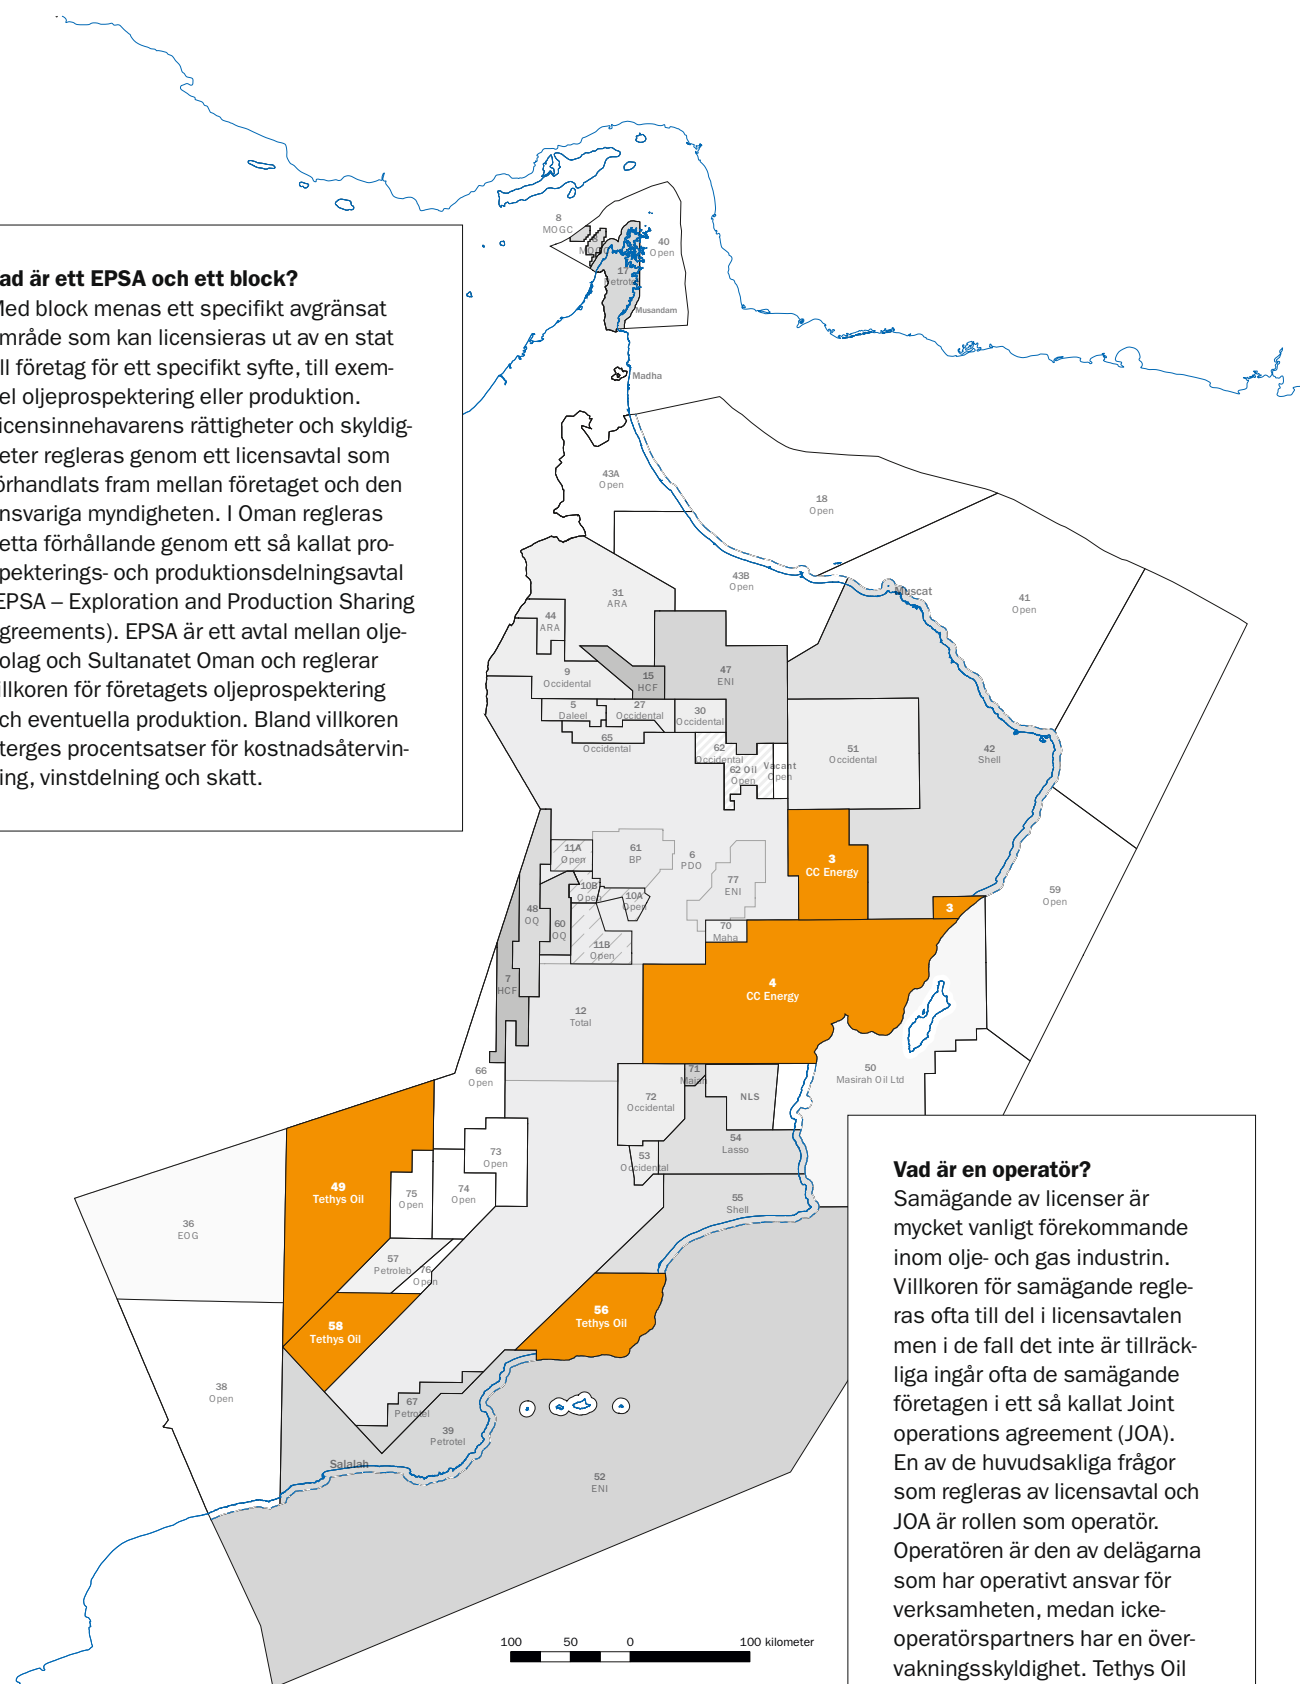 8
MOGC
8
40
Open
17
Petrotel
Musandam
Madha
ad är ett EPSA och ett block?
Med block menas ett specifikt avgränsat
mråde som kan licensieras ut av en stat
ll företag för ett specifikt syfte, till exem-
el oljeprospektering eller produktion.
icensinnehavarens rättigheter och skyldig-
eter regleras genom ett licensavtal som
örhandlats fram mellan företaget och den
nsvariga myndigheten. I Oman regleras
etta förhållande genom ett så kallat pro-
pekterings- och produktionsdelningsavtal
EPSA – Exploration and Production Sharing
greements). EPSA är ett avtal mellan olje-
olag och Sultanatet Oman och reglerar
illkoren för företagets oljeprospektering
ch eventuella produktion. Bland villkoren
terges procentsatser för kostnadsåtervin-
ing, vinstdelning och skatt.
43A
Open
18
Open
43B
Open
31
ARA
Muscat
41
Open
44
ARA
9
Occidental
15
HCF
47
ENI
5
Daleel
27
Occidental
30
Occidental
65
Occidental
62
Occidental
62 Oil
Open
Vacant
Open
51
Occidental
42
Shell
11A
Open
61
BP
6
PDO
3
CC Energy
77
ENI
10B
Open
10A
Open
59
Open
48
OQ
60
OQ
3
70
Maha
11B
Open
7
HCF
4
CC Energy
12
Total
66
Open
71
Majan
50
Masirah Oil Ltd
72
Occidental
NLS
54
Lasso
73
Open
53
Occidental
49
Tethys Oil
75
Open
74
Open
55
Shell
36
EOG
57
Petroleb
76
Open
58
Tethys Oil
56
Tethys Oil
38
Open
67
Petrotel
39
Petrotel
Salalah
52
ENI
Vad är en operatör?
Samägande av licenser är
mycket vanligt förekommande
inom olje- och gas industrin.
Villkoren för samägande regle-
ras ofta till del i licensavtalen
men i de fall det inte är tillräck-
liga ingår ofta de samägande
företagen i ett så kallat Joint
operations agreement (JOA).
En av de huvudsakliga frågor
som regleras av licensavtal och
JOA är rollen som operatör.
Operatören är den av delägarna
som har operativt ansvar för
verksamheten, medan icke-
operatörspartners har en över-
vakningsskyldighet. Tethys Oil
100 50 0 100 kilometer